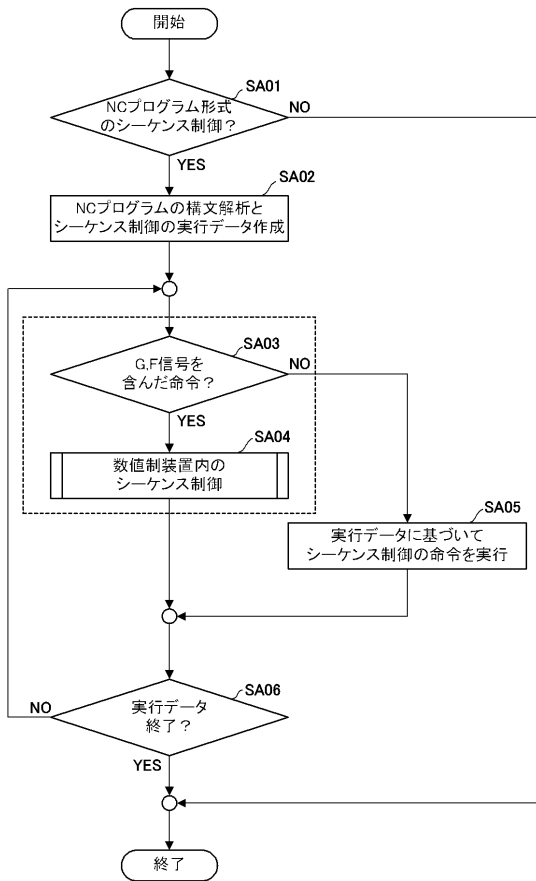 開始
SA01
NCプログラム形式
のシーケンス制御？
NO
YES
SA02
NCプログラムの構文解析と
シーケンス制御の実行データ作成
SA03
G,F信号を
含んだ命令？
NO
YES
SA04
数値制装置内の
シーケンス制御
SA05
実行データに基づいて
シーケンス制御の命令を実行
SA06
実行データ
終了？
NO
YES
終了